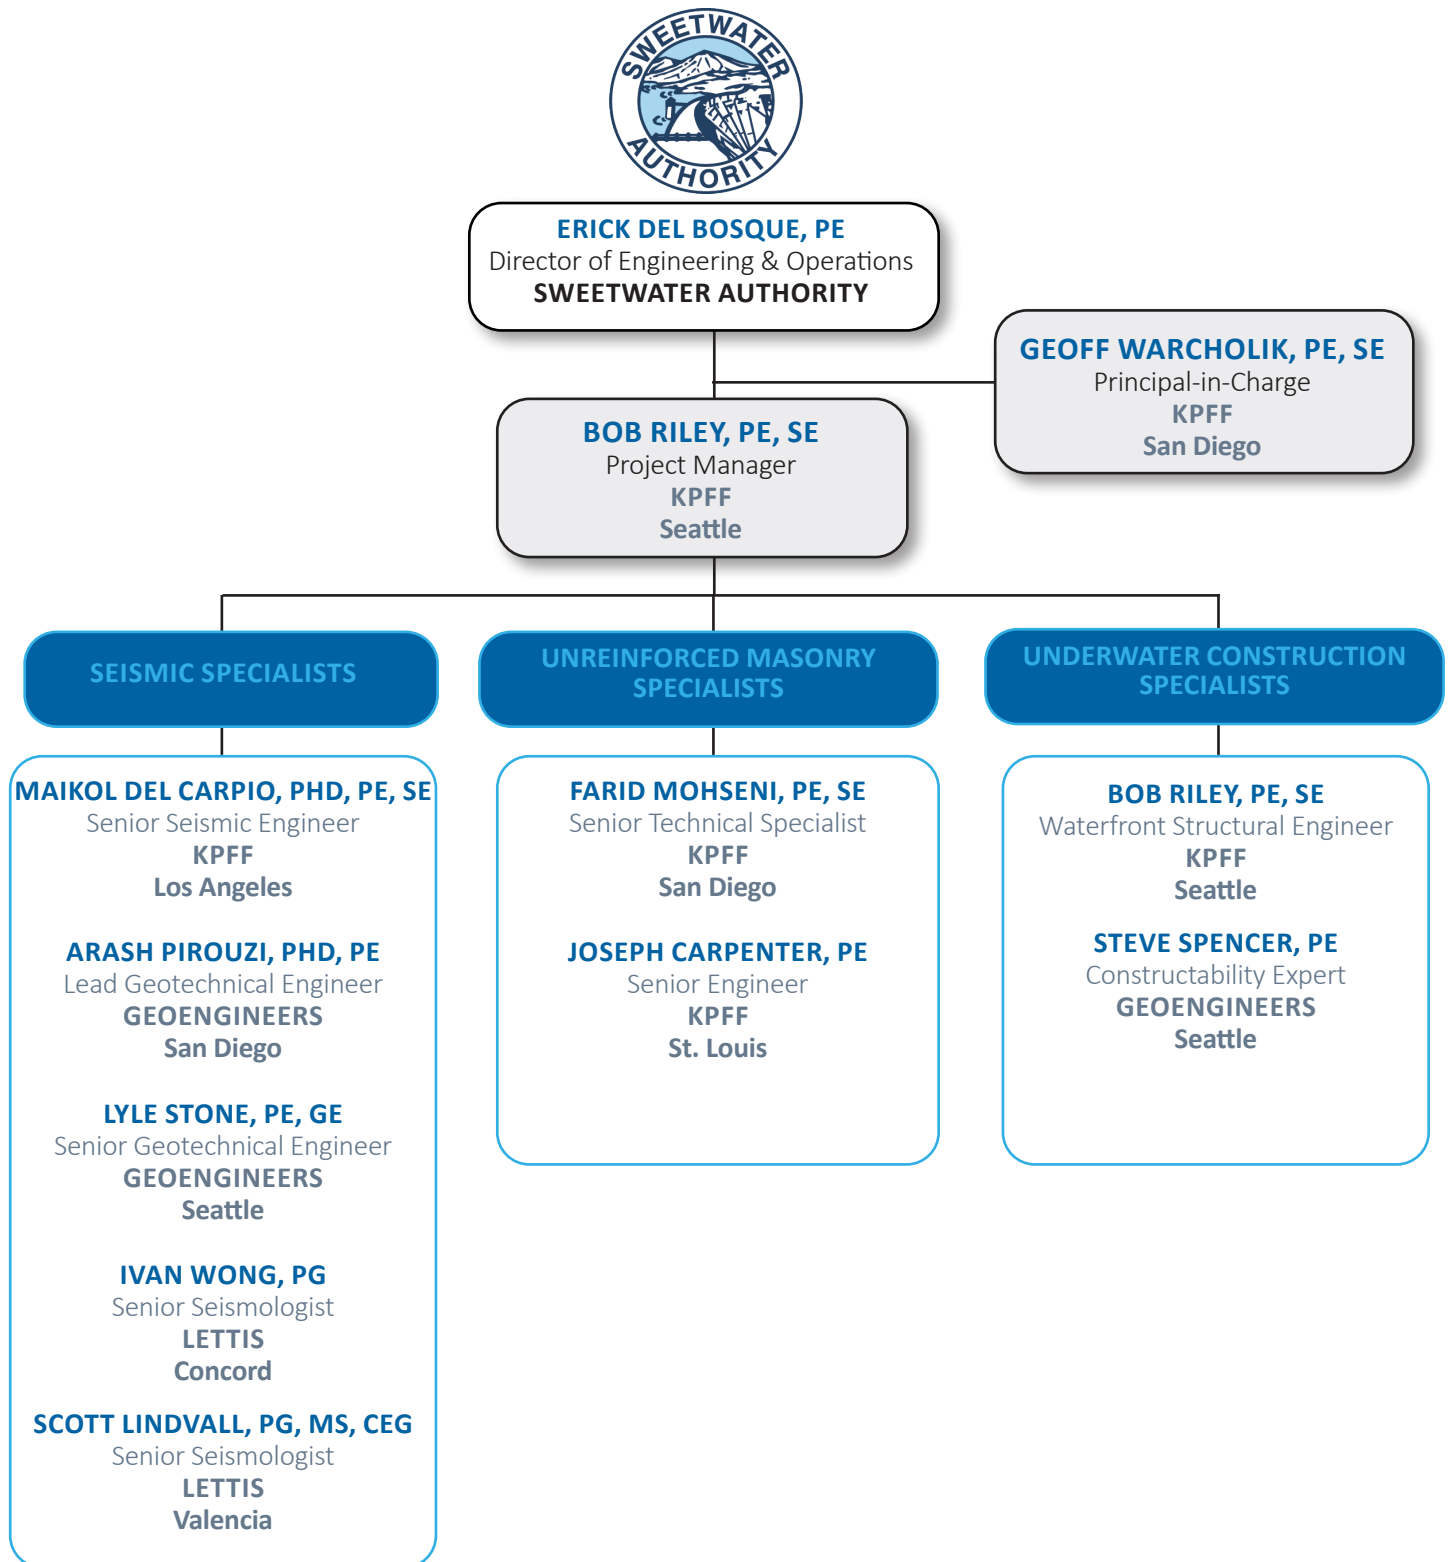 SWEETWATER
AUTHORITY
ERICK DEL BOSQUE, PE
Director of Engineering & Operations
SWEETWATER AUTHORITY
GEOFF WARCHOLIK, PE, SE
Principal-in-Charge
KPFF
San Diego
BOB RILEY, PE, SE
Project Manager
KPFF
Seattle
SEISMIC SPECIALISTS
MAIKOL DEL CARPIO, PHD, PE, SE
Senior Seismic Engineer
KPFF
Los Angeles
ARASH PIROUZI, PHD, PE
Lead Geotechnical Engineer
GEOENGINEERS
San Diego
LYLE STONE, PE, GE
Senior Geotechnical Engineer
GEOENGINEERS
Seattle
IVAN WONG, PG
Senior Seismologist
LETTIS
Concord
SCOTT LINDVALL, PG, MS, CEG
Senior Seismologist
LETTIS
Valencia
UNREINFORCED MASONRY
SPECIALISTS
FARID MOHSENI, PE, SE
Senior Technical Specialist
KPFF
San Diego
JOSEPH CARPENTER, PE
Senior Engineer
KPFF
St. Louis
UNDERWATER CONSTRUCTION
SPECIALISTS
BOB RILEY, PE, SE
Waterfront Structural Engineer
KPFF
Seattle
STEVE SPENCER, PE
Constructability Expert
GEOENGINEERS
Seattle